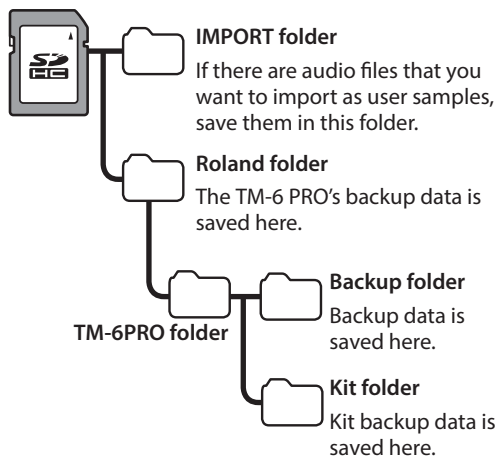 SD
HC
IMPORT folder
If there are audio files that you
want to import as user samples,
save them in this folder.
Roland folder
The TM-6 PRO’s backup data is
saved here.
TM-6PRO folder
Backup folder
Backup data is
saved here.
Kit folder
Kit backup data is
saved here.